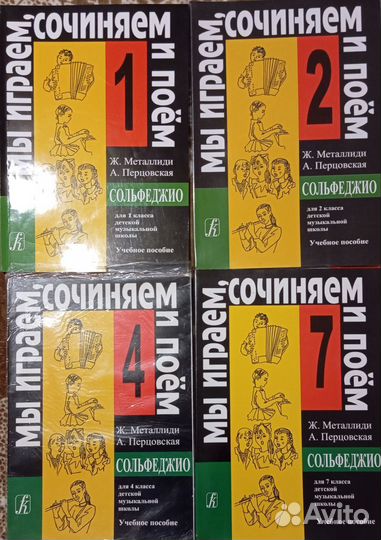 Мы играем, сочиняем
и поём
1
Ж. Металлиди
А. Перцовская
СОЛЬФЕДЖИО
для 1 класса
детской
музыкальной
школы
Учебное пособие
мы играем, сочиняем
и поём
2
Ж. Металлиди
А. Перцовская
СОЛЬФЕДЖИО
для 2 класса
детской
музыкальной
школы
Учебное пособие
мы играем, сочиняем
и поём
4
Ж. Металлиди
А. Перцовская
СОЛЬФЕДЖИО
для 4 класса
детской
музыкальной
школы
Учебное пособие
мы играем, сочиняем
и поём
7
Ж. Металлиди
А. Перцовская
СОЛЬФЕДЖИО
для 7 класса
детской
музыкальной
школы
Учебное пособие
Avito